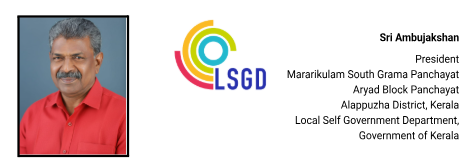 LSGD
Sri Ambujakshan
President
Mararikulam South Grama Panchayat
Aryad Block Panchayat
Alappuzha District, Kerala
Local Self Government Department,
Government of Kerala